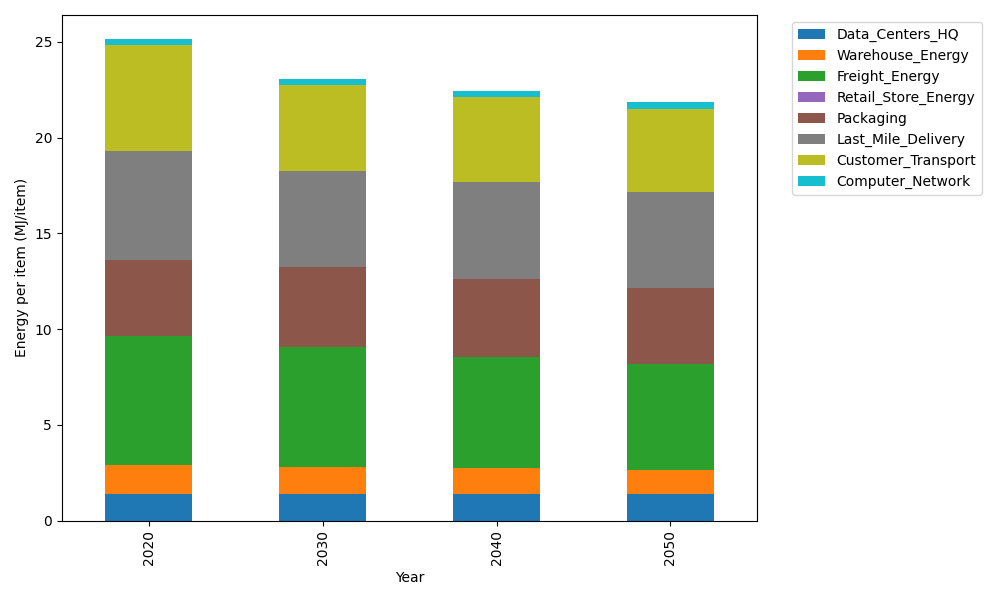 Energy per item (MJ/item)
25
20
15
10
5
0
2020
2030
2040
2050
Year
Data_Centers_HQ
Warehouse_Energy
Freight_Energy
Retail_Store_Energy
Packaging
Last_Mile_Delivery
Customer_Transport
Computer_Network